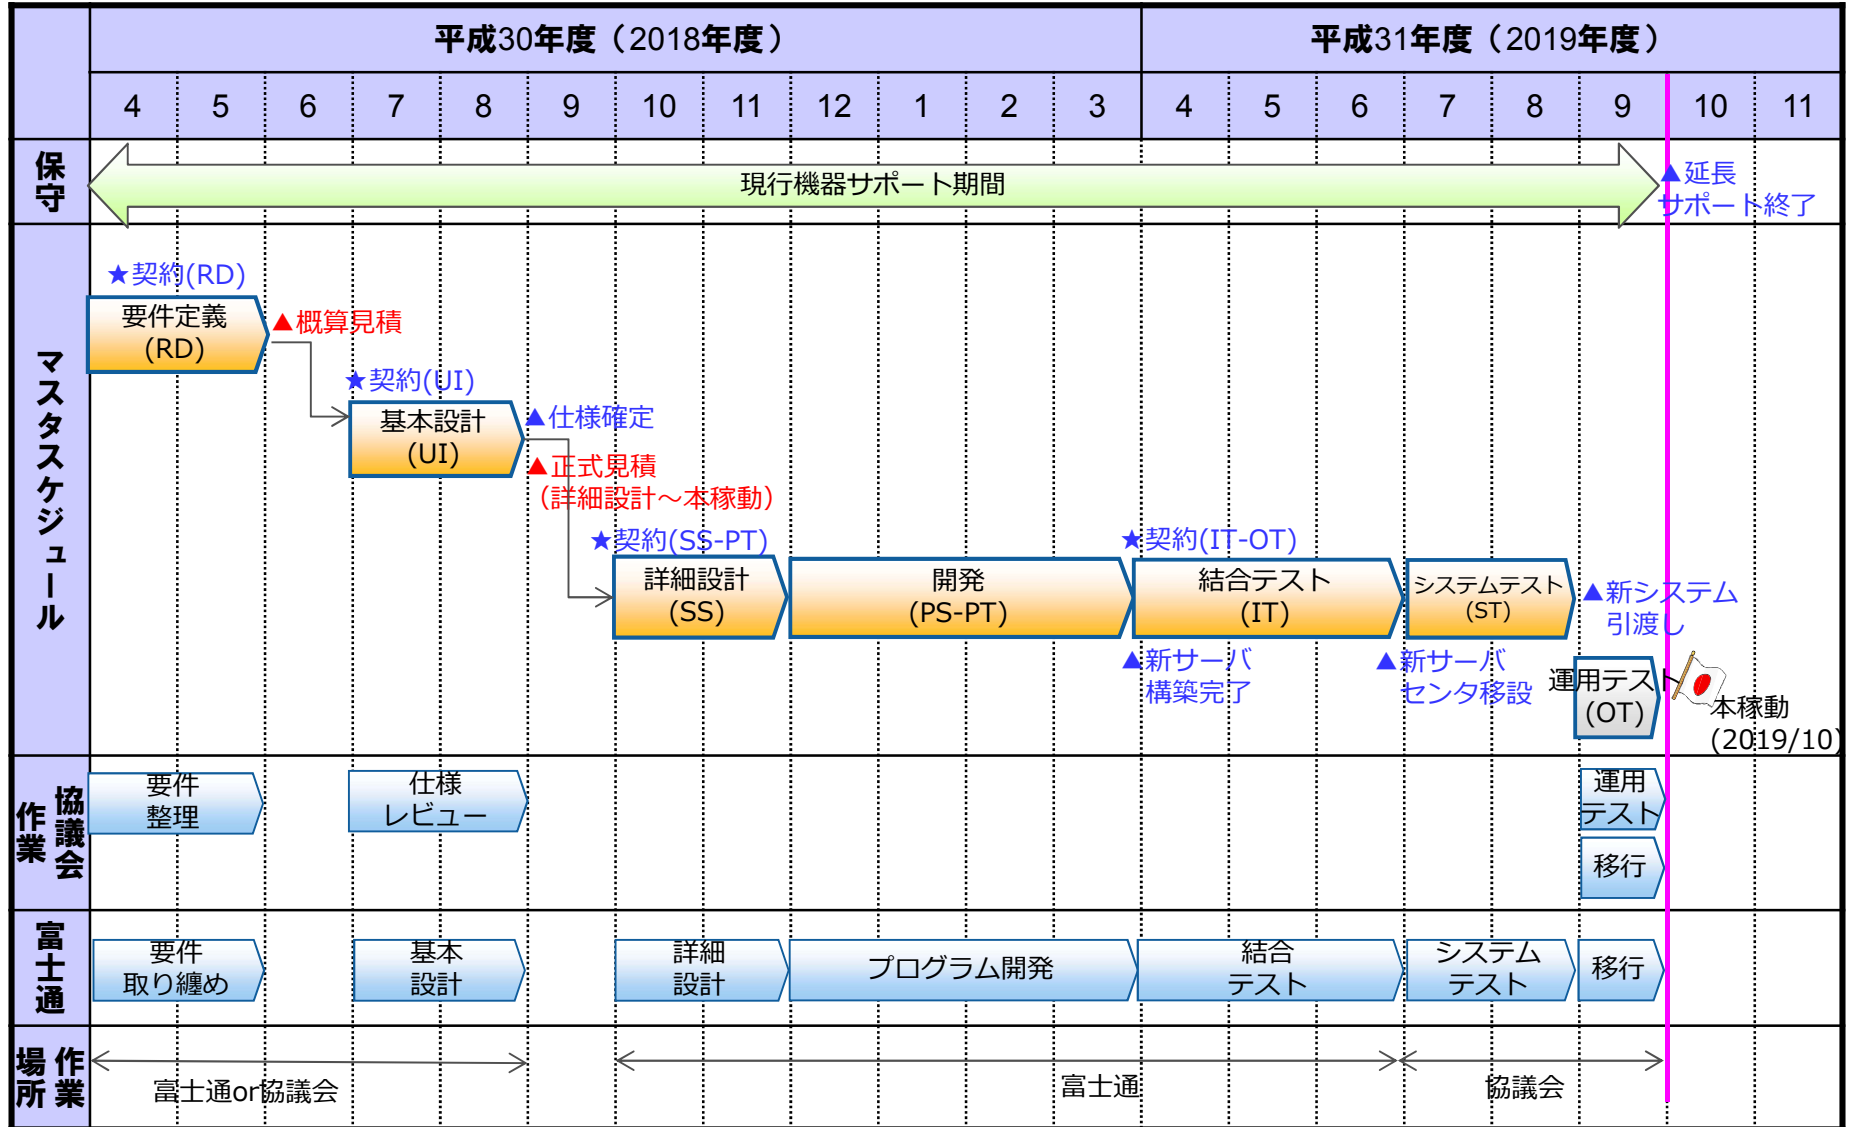 平成30年度（2018年度）
平成31年度（2019年度）
4 5 6 7 8 9 10 11 12 1 2 3 4 5 6 7 8 9 10 11
保守
現行機器サポート期間
▲延長
サポート終了
マスタスケジュール
★契約(RD)
要件定義
(RD)
▲概算見積
★契約(UI)
基本設計
(UI)
▲仕様確定
▲正式見積
（詳細設計～本稼動）
★契約(SS-PT)
詳細設計
(SS)
開発
(PS-PT)
★契約(IT-OT)
結合テスト
(IT)
システムテスト
(ST)
▲新システム
引渡し
▲新サーバ
構築完了
▲新サーバ
センタ移設
運用テスト
(OT)
本稼動
(2019/10)
協議会
作業
要件
整理
仕様
レビュー
運用
テスト
移行
富士通
要件
取り纏め
基本
設計
詳細
設計
プログラム開発
結合
テスト
システム
テスト
移行
作業
場所
富士通or協議会
富士通
協議会